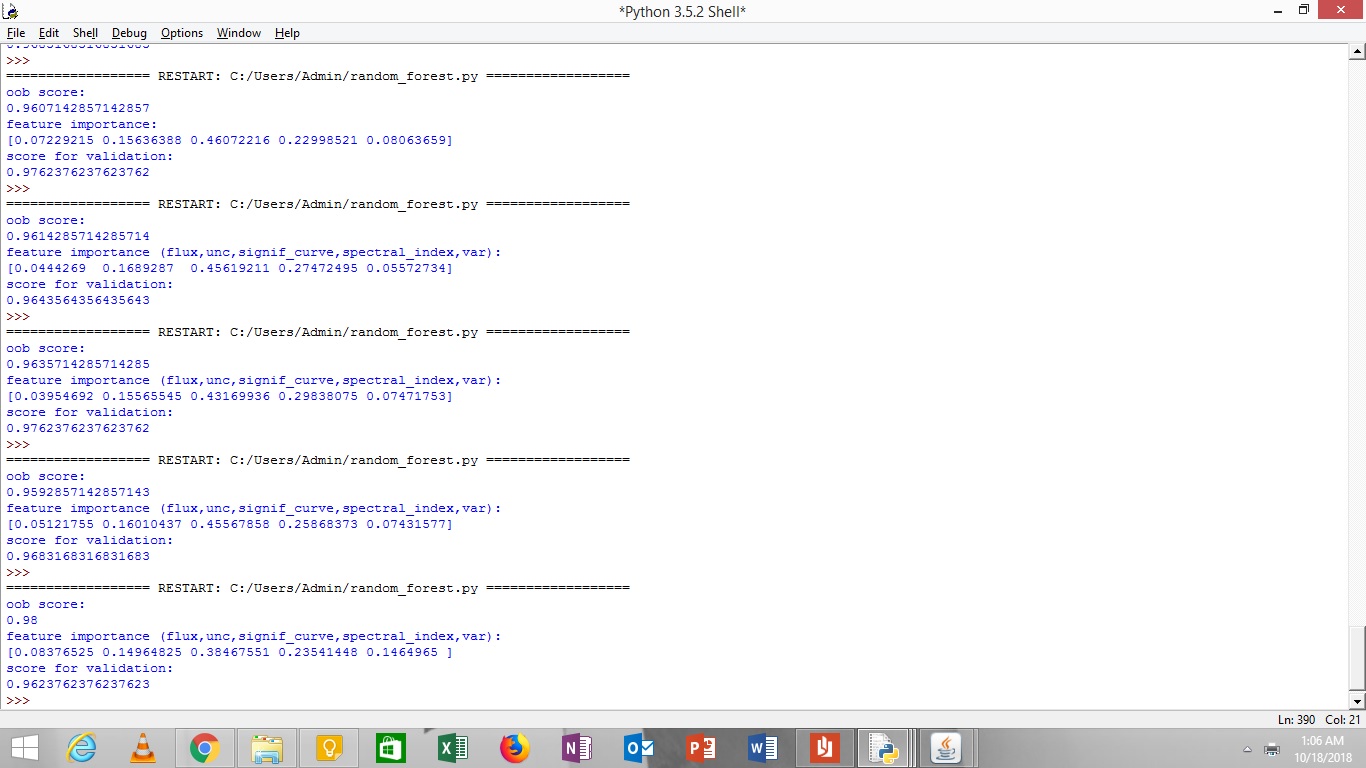 *Python 3.5.2 Shell*
File Edit Shell Debug Options Window Help
0.9683168316831683
>>>
================== RESTART: C:/Users/Admin/random_forest.py ==================
oob score:
0.9607142857142857
feature importance:
[0.07229215 0.15636388 0.46072216 0.22998521 0.08063659]
score for validation:
0.9762376237623762
>>>
================== RESTART: C:/Users/Admin/random_forest.py ==================
oob score:
0.9614285714285714
feature importance (flux,unc,signif_curve,spectral_index,var):
[0.0444269  0.1689287  0.45619211 0.27472495 0.05572734]
score for validation:
0.9643564356435643
>>>
================== RESTART: C:/Users/Admin/random_forest.py ==================
oob score:
0.9635714285714285
feature importance (flux,unc,signif_curve,spectral_index,var):
[0.03954692 0.15565545 0.43169936 0.29838075 0.07471753]
score for validation:
0.9762376237623762
>>>
================== RESTART: C:/Users/Admin/random_forest.py ==================
oob score:
0.9592857142857143
feature importance (flux,unc,signif_curve,spectral_index,var):
[0.05121755 0.16010437 0.45567858 0.25868373 0.07431577]
score for validation:
0.9683168316831683
>>>
================== RESTART: C:/Users/Admin/random_forest.py ==================
oob score:
0.98
feature importance (flux,unc,signif_curve,spectral_index,var):
[0.08376525 0.14964825 0.38467551 0.23541448 0.1464965 ]
score for validation:
0.9623762376237623
>>>
Ln: 390 Col: 21
1:06 AM
10/18/2018